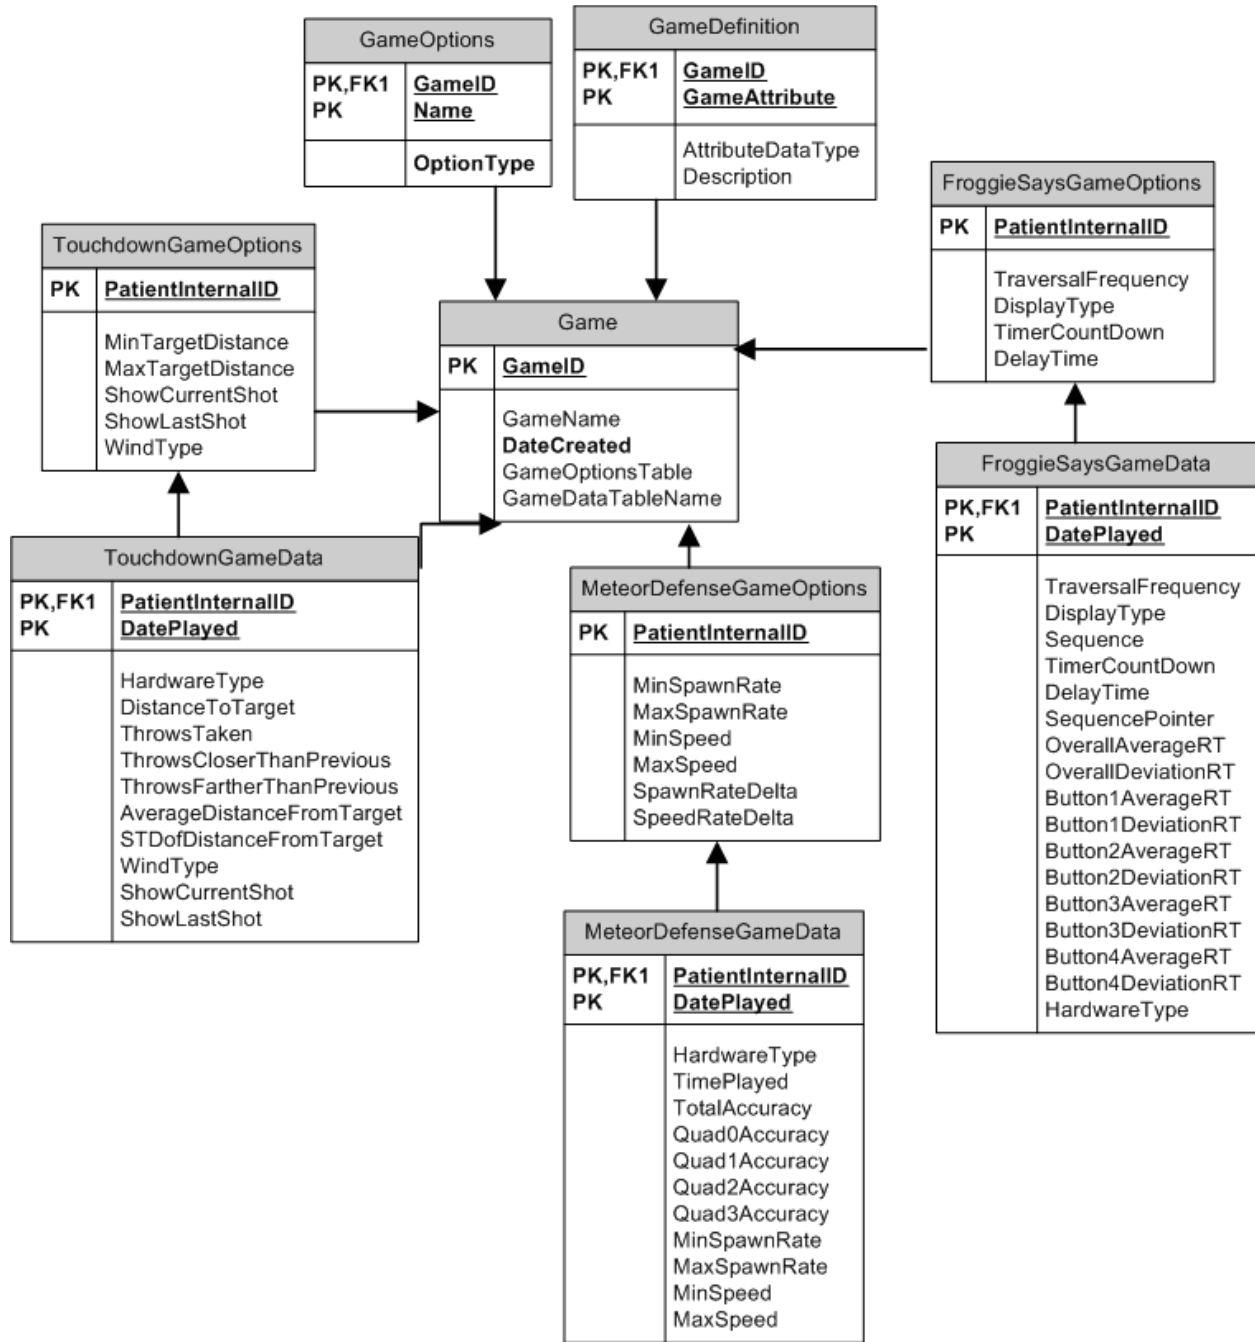 GameOptions
PK,FK1 GameID
PK Name
OptionType
GameDefinition
PK,FK1 GameID
PK GameAttribute
AttributeDataType
Description
FroggieSaysGameOptions
PK PatientInternalID
TraversalFrequency
DisplayType
TimerCountDown
DelayTime
TouchdownGameOptions
PK PatientInternalID
MinTargetDistance
MaxTargetDistance
ShowCurrentShot
ShowLastShot
WindType
Game
PK GameID
GameName
DateCreated
GameOptionsTable
GameDataTableName
FroggieSaysGameData
PK,FK1 PatientInternalID
PK DatePlayed
TraversalFrequency
DisplayType
Sequence
TimerCountDown
DelayTime
SequencePointer
OverallAverageRT
OverallDeviationRT
Button1AverageRT
Button1DeviationRT
Button2AverageRT
Button2DeviationRT
Button3AverageRT
Button3DeviationRT
Button4AverageRT
Button4DeviationRT
HardwareType
TouchdownGameData
PK,FK1 PatientInternalID
PK DatePlayed
HardwareType
DistanceToTarget
ThrowsTaken
ThrowsCloserThanPrevious
ThrowsFartherThanPrevious
AverageDistanceFromTarget
STDofDistanceFromTarget
WindType
ShowCurrentShot
ShowLastShot
MeteorDefenseGameOptions
PK PatientInternalID
MinSpawnRate
MaxSpawnRate
MinSpeed
MaxSpeed
SpawnRateDelta
SpeedRateDelta
MeteorDefenseGameData
PK,FK1 PatientInternalID
PK DatePlayed
HardwareType
TimePlayed
TotalAccuracy
Quad0Accuracy
Quad1Accuracy
Quad2Accuracy
Quad3Accuracy
MinSpawnRate
MaxSpawnRate
MinSpeed
MaxSpeed